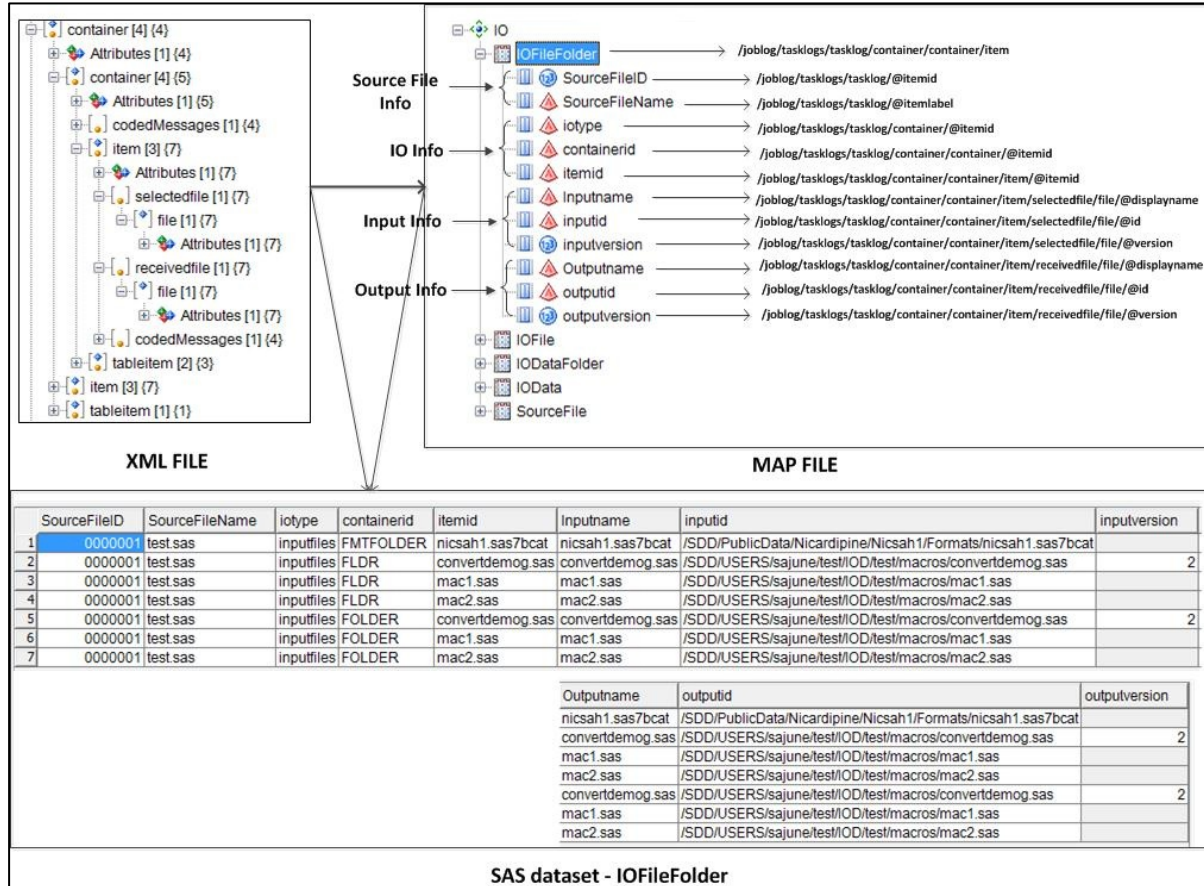 container [4] {4}
Attributes [1] {4}
container [4] {5}
Attributes [1] {5}
codedMessages [1] {4}
item [3] {7}
Attributes [1] {7}
selectedfile [1] {7}
file [1] {7}
Attributes [1] {7}
receivedfile [1] {7}
file [1] {7}
Attributes [1] {7}
codedMessages [1] {4}
tableitem [2] {3}
item [3] {7}
tableitem [1] {1}
XML FILE
IO
IOFileFolder /joblog/tasklogs/tasklog/container/container/item
Source File Info
SourceFileID /joblog/tasklogs/tasklog/@itemid
SourceFileName /joblog/tasklogs/tasklog/@itemlabel
IO Info
iotype /joblog/tasklogs/tasklog/container/@itemid
containerid /joblog/tasklogs/tasklog/container/container/@itemid
itemid /joblog/tasklogs/tasklog/container/container/item/@itemid
Input Info
Inputname /joblog/tasklogs/tasklog/container/container/item/selectedfile/file/@displayname
inputid /joblog/tasklogs/tasklog/container/container/item/selectedfile/file/@id
inputversion /joblog/tasklogs/tasklog/container/container/item/selectedfile/file/@version
Output Info
Outputname /joblog/tasklogs/tasklog/container/container/item/receivedfile/file/@displayname
outputid /joblog/tasklogs/tasklog/container/container/item/receivedfile/file/@id
outputversion /joblog/tasklogs/tasklog/container/container/item/receivedfile/file/@version
IOFile
IODataFolder
IOData
SourceFile
MAP FILE
SourceFileID SourceFileName iotype containerid itemid Inputname inputid inputversion
1 0000001 test.sas inputfiles FMTFOLDER nicsah1.sas7bcat nicsah1.sas7bcat /SDD/PublicData/Nicardipine/Nicsah1/Formats/nicsah1.sas7bcat
2 0000001 test.sas inputfiles FLDR convertdemog.sas convertdemog.sas /SDD/USERS/sajune/test/IOD/test/macros/convertdemog.sas 2
3 0000001 test.sas inputfiles FLDR mac1.sas mac1.sas /SDD/USERS/sajune/test/IOD/test/macros/mac1.sas
4 0000001 test.sas inputfiles FLDR mac2.sas mac2.sas /SDD/USERS/sajune/test/IOD/test/macros/mac2.sas
5 0000001 test.sas inputfiles FOLDER convertdemog.sas convertdemog.sas /SDD/USERS/sajune/test/IOD/test/macros/convertdemog.sas 2
6 0000001 test.sas inputfiles FOLDER mac1.sas mac1.sas /SDD/USERS/sajune/test/IOD/test/macros/mac1.sas
7 0000001 test.sas inputfiles FOLDER mac2.sas mac2.sas /SDD/USERS/sajune/test/IOD/test/macros/mac2.sas
Outputname outputid outputversion
nicsah1.sas7bcat /SDD/PublicData/Nicardipine/Nicsah1/Formats/nicsah1.sas7bcat
convertdemog.sas /SDD/USERS/sajune/test/IOD/test/macros/convertdemog.sas 2
mac1.sas /SDD/USERS/sajune/test/IOD/test/macros/mac1.sas
mac2.sas /SDD/USERS/sajune/test/IOD/test/macros/mac2.sas
convertdemog.sas /SDD/USERS/sajune/test/IOD/test/macros/convertdemog.sas 2
mac1.sas /SDD/USERS/sajune/test/IOD/test/macros/mac1.sas
mac2.sas /SDD/USERS/sajune/test/IOD/test/macros/mac2.sas
SAS dataset - IOFileFolder